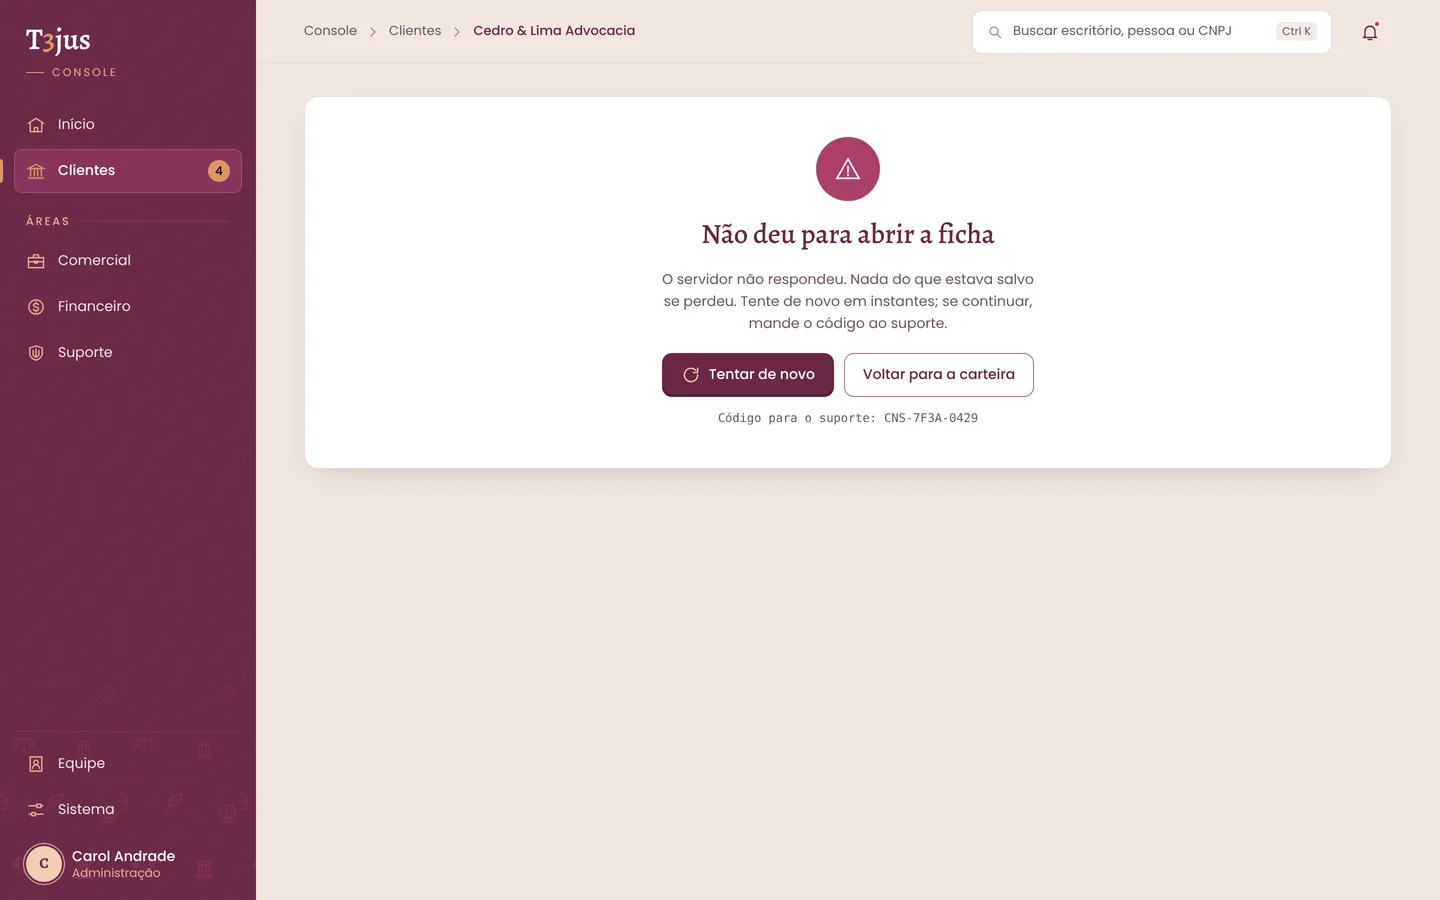 T3jus
CONSOLE
Início
Clientes
4
ÁREAS
Comercial
Financeiro
Suporte
Equipe
Sistema
C
Carol Andrade
Administração
Console
Clientes
Cedro & Lima Advocacia
Buscar escritório, pessoa ou CNPJ
Ctrl K
Não deu para abrir a ficha
O servidor não respondeu. Nada do que estava salvo
se perdeu. Tente de novo em instantes; se continuar,
mande o código ao suporte.
Tentar de novo
Voltar para a carteira
Código para o suporte: CNS-7F3A-0429